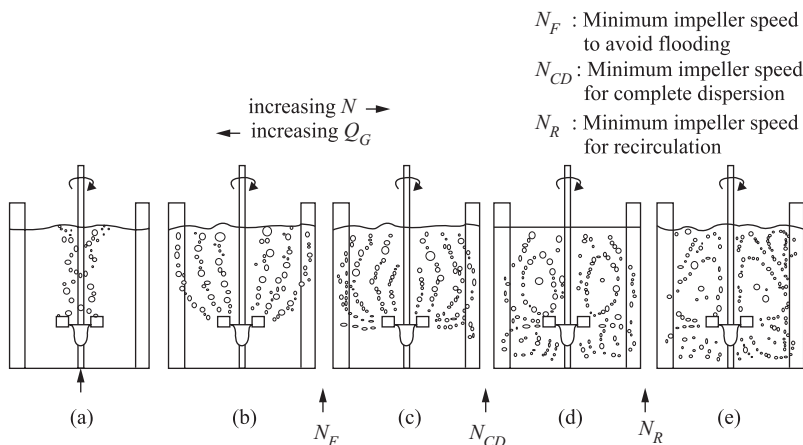 N_F : Minimum impeller speed
to avoid flooding
N_CD : Minimum impeller speed
for complete dispersion
N_R : Minimum impeller speed
for recirculation
increasing N →
← increasing Q_G
(a) (b) (c) (d) (e)
N_F N_CD N_R